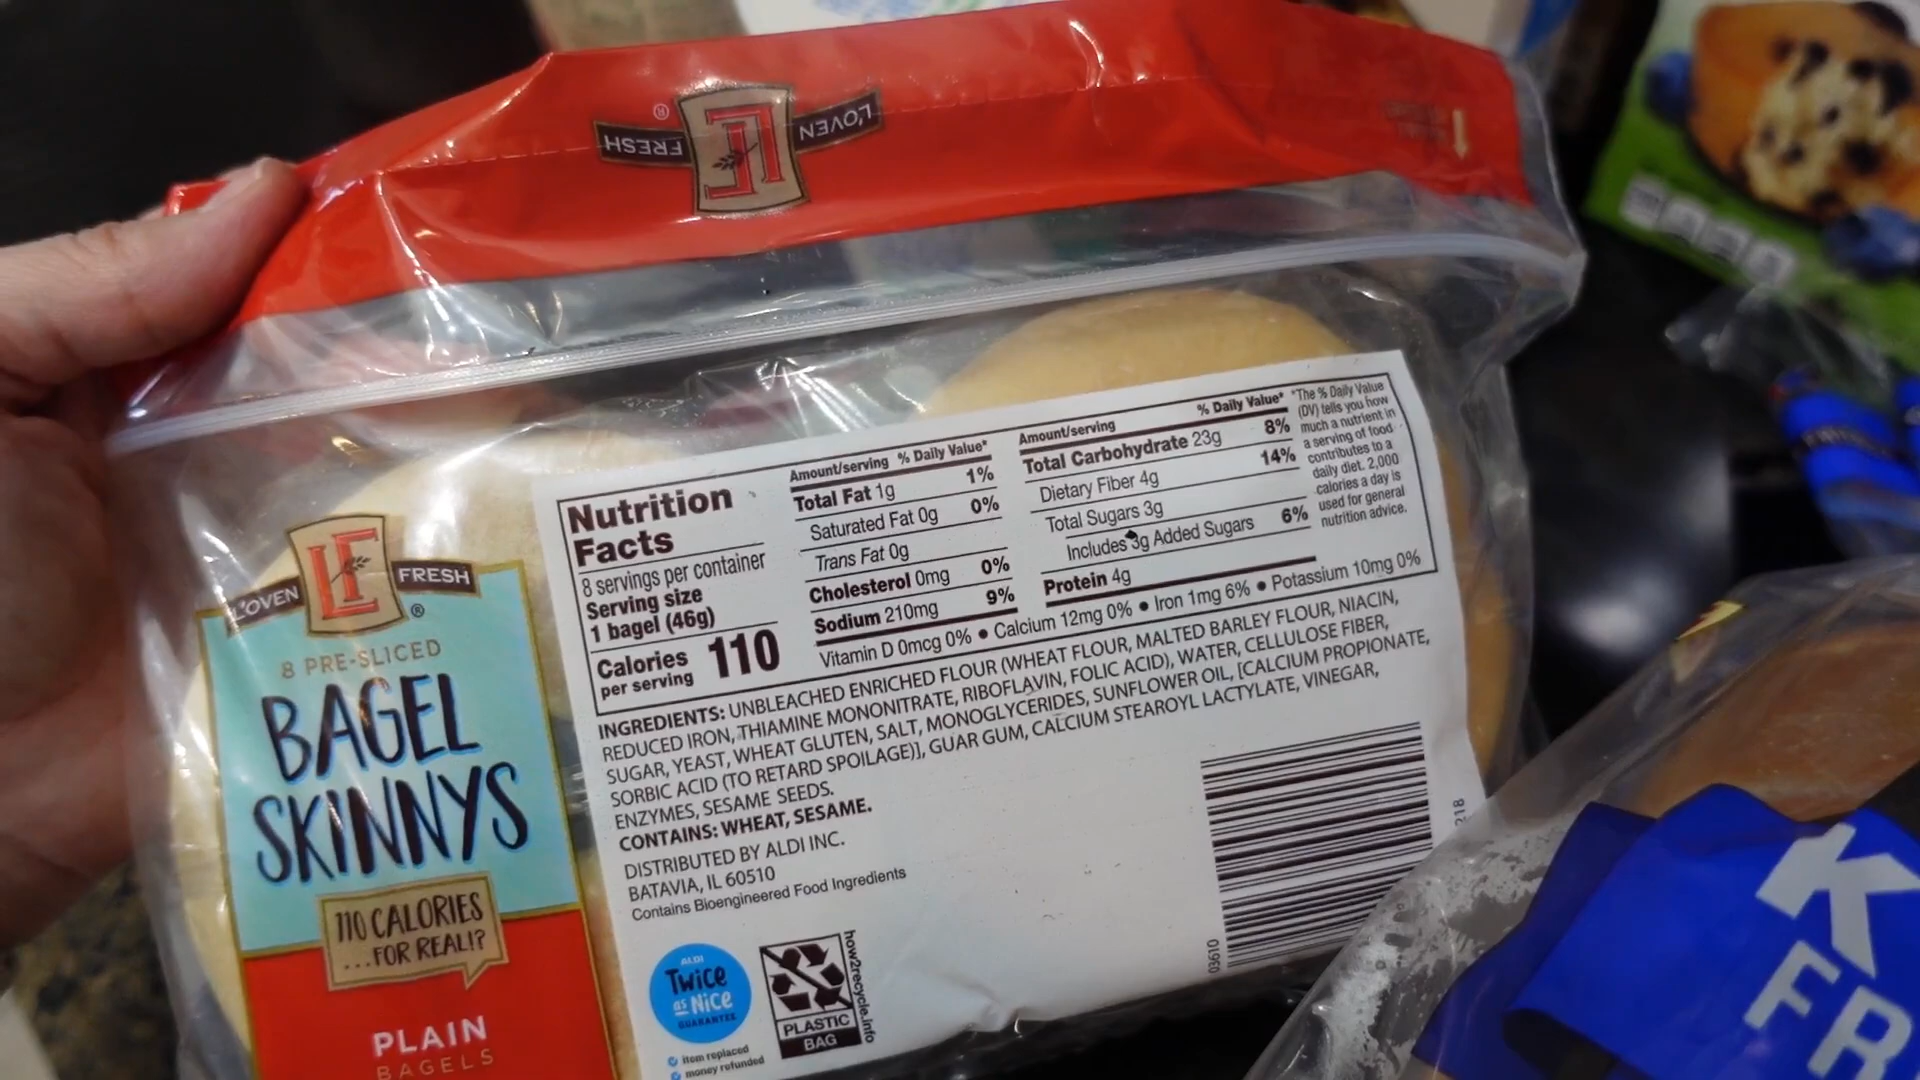 L'OVEN FRESH ®
L'OVEN FRESH ®
8 PRE-SLICED
BAGEL
SKINNYS
110 CALORIES
...FOR REAL!?
PLAIN
BAGELS
Nutrition
Facts
8 servings per container
Serving size
1 bagel (46g)
Calories 110
per serving
Amount/serving % Daily Value*
Total Fat 1g 1%
Saturated Fat 0g 0%
Trans Fat 0g
Cholesterol 0mg 0%
Sodium 210mg 9%
Amount/serving % Daily Value*
Total Carbohydrate 23g 8%
Dietary Fiber 4g 14%
Total Sugars 3g
Includes 3g Added Sugars 6%
Protein 4g
*The % Daily Value
(DV) tells you how
much a nutrient in
a serving of food
contributes to a
daily diet. 2,000
calories a day is
used for general
nutrition advice.
Vitamin D 0mcg 0% • Calcium 12mg 0% • Iron 1mg 6% • Potassium 10mg 0%
INGREDIENTS: UNBLEACHED ENRICHED FLOUR (WHEAT FLOUR, MALTED BARLEY FLOUR, NIACIN,
REDUCED IRON, THIAMINE MONONITRATE, RIBOFLAVIN, FOLIC ACID), WATER, CELLULOSE FIBER,
SUGAR, YEAST, WHEAT GLUTEN, SALT, MONOGLYCERIDES, SUNFLOWER OIL, [CALCIUM PROPIONATE,
SORBIC ACID (TO RETARD SPOILAGE)], GUAR GUM, CALCIUM STEAROYL LACTYLATE, VINEGAR,
ENZYMES, SESAME SEEDS.
CONTAINS: WHEAT, SESAME.
DISTRIBUTED BY ALDI INC.
BATAVIA, IL 60510
Contains Bioengineered Food Ingredients
ALDI
Twice
as Nice
GUARANTEE
item replaced
money refunded
PLASTIC
BAG
how2recycle.info
03610
218
K
FR